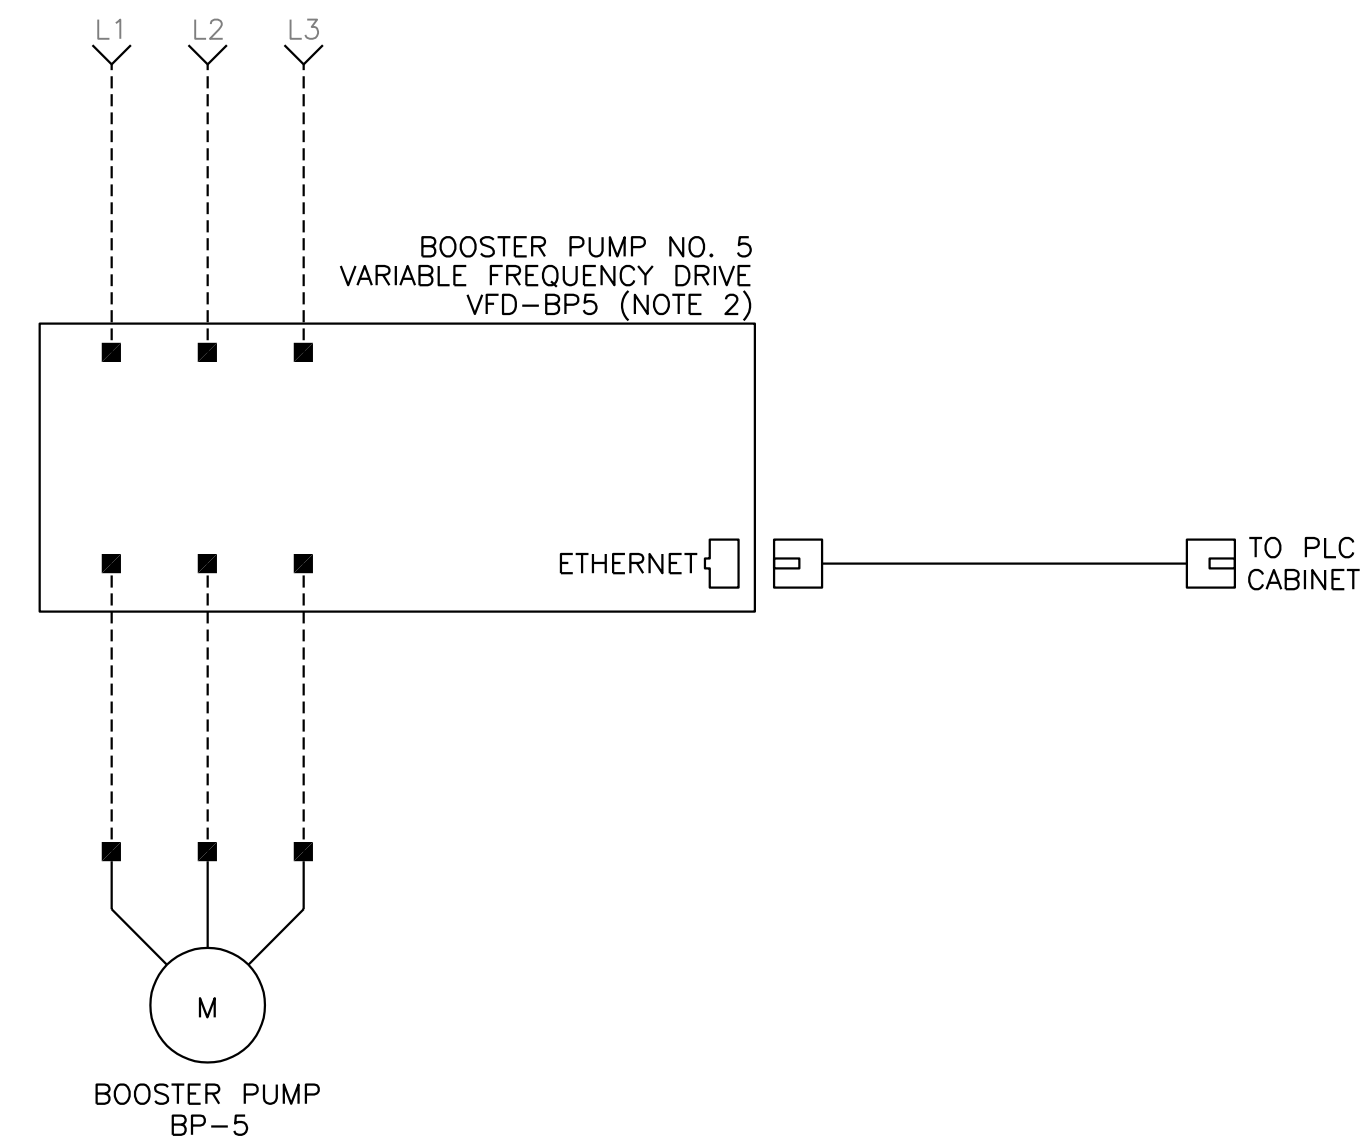 L1 L2 L3
BOOSTER PUMP NO. 5
VARIABLE FREQUENCY DRIVE
VFD-BP5 (NOTE 2)
ETHERNET
TO PLC
CABINET
M
BOOSTER PUMP
BP-5